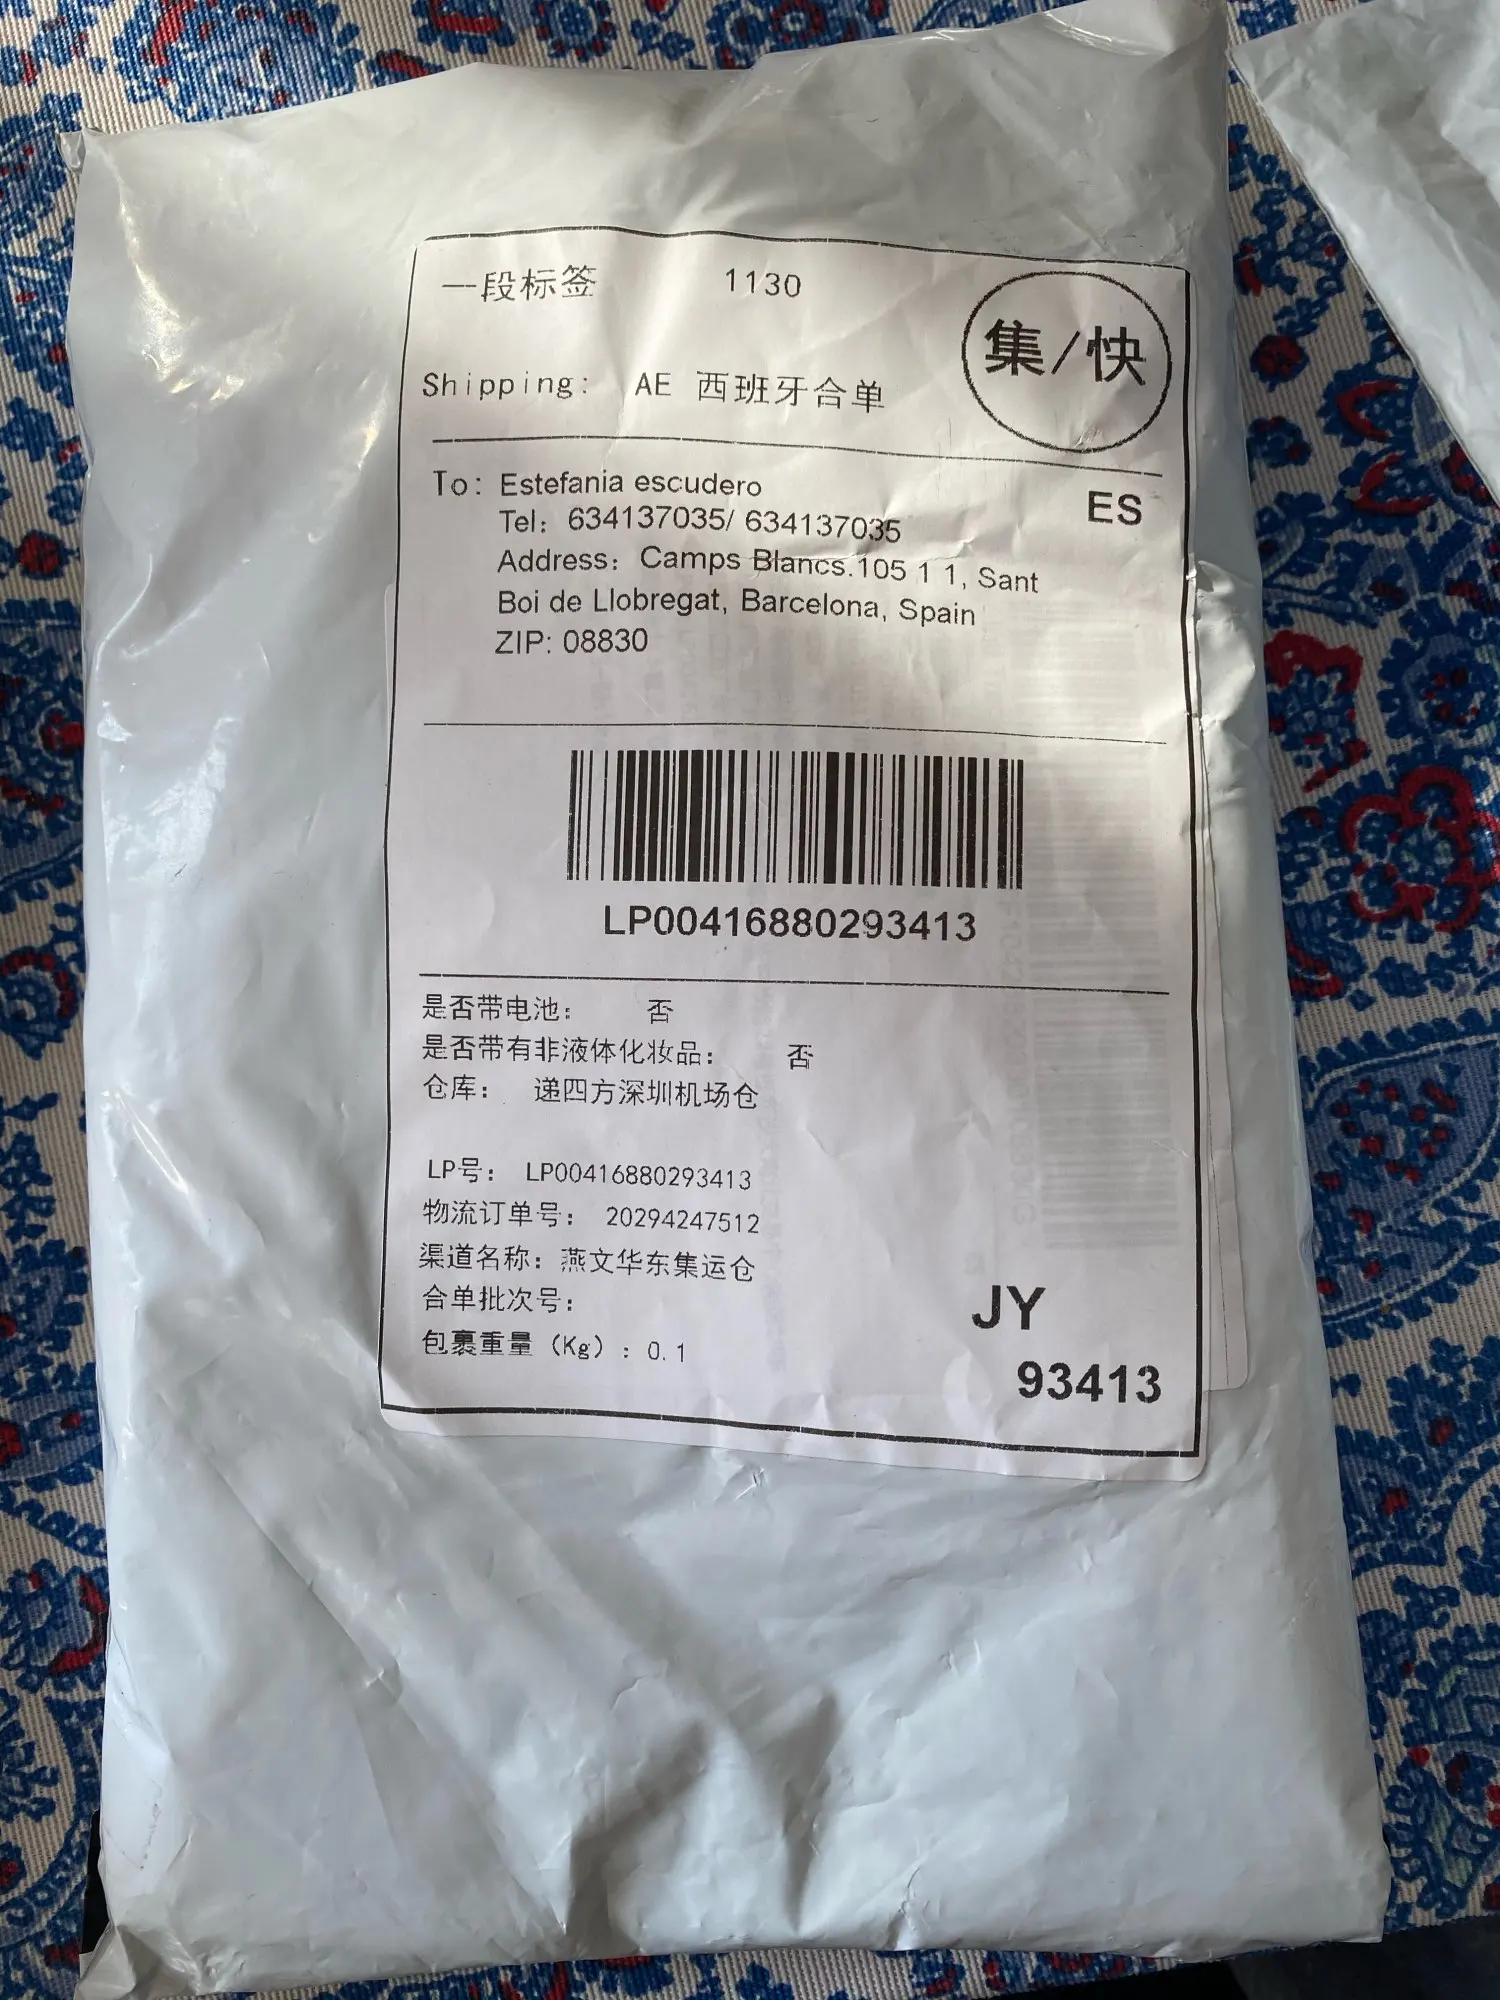 一段标签 1130
集/快
Shipping: AE 西班牙合单
To: Estefania escudero
ES
Tel: 634137035/ 634137035
Address: Camps Blancs.105 1 1, Sant
Boi de Llobregat, Barcelona, Spain
ZIP: 08830
LP00416880293413
是否带电池: 否
是否带有非液体化妆品: 否
仓库: 递四方深圳机场仓
LP号: LP00416880293413
物流订单号: 20294247512
渠道名称: 燕文华东集运仓
合单批次号:
包裹重量 (Kg) : 0.1
JY
93413